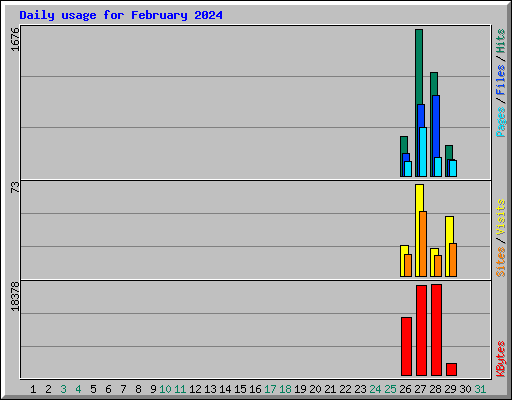 Daily usage for February 2024
1676
Pages / Files / Hits
73
Sites / Visits
18378
KBytes
1 2 3 4 5 6 7 8 9 10 11 12 13 14 15 16 17 18 19 20 21 22 23 24 25 26 27 28 29 30 31